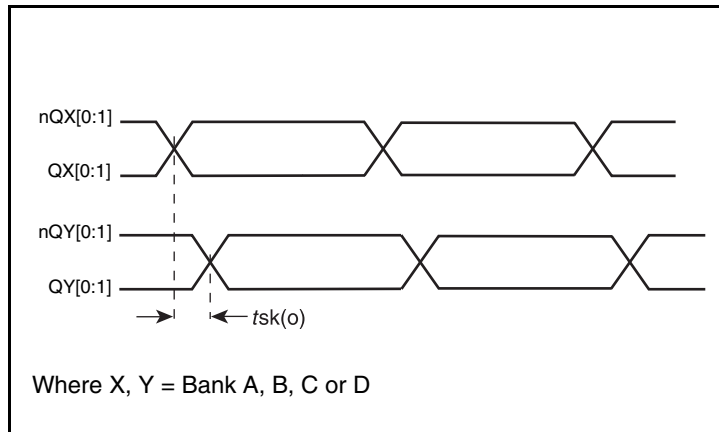 nQX[0:1]
QX[0:1]
nQY[0:1]
QY[0:1]
tsk(o)
Where X, Y = Bank A, B, C or D